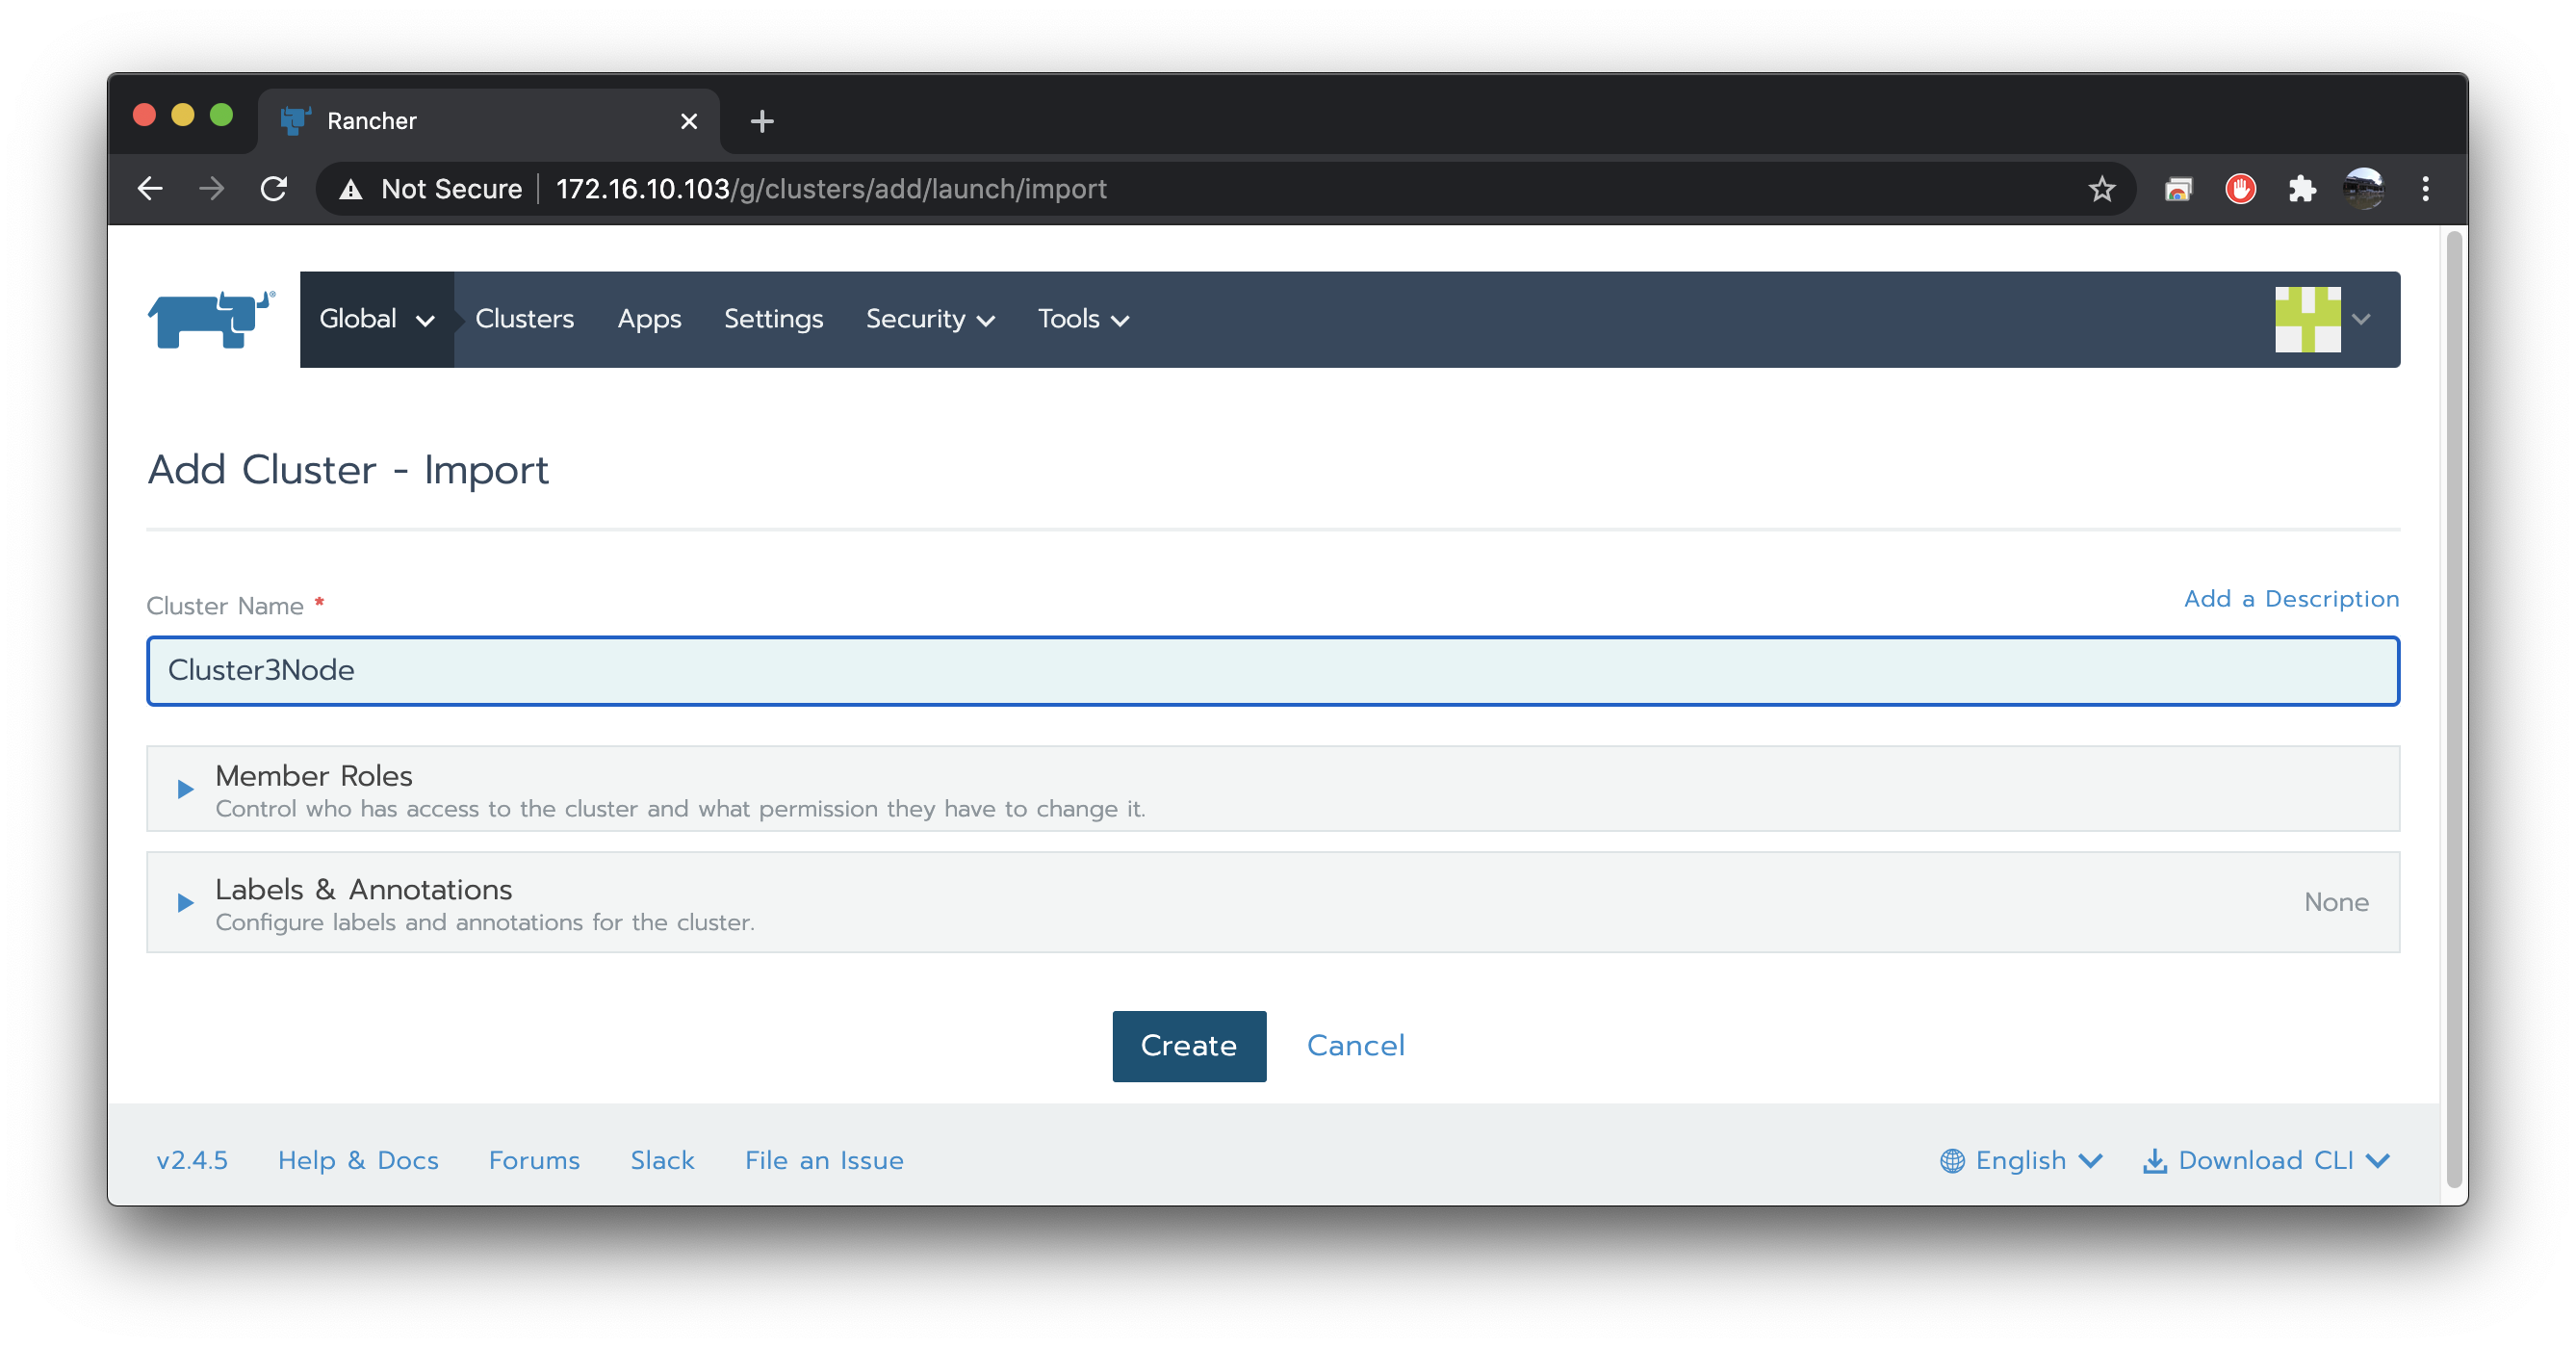 Rancher
Not Secure 172.16.10.103/g/clusters/add/launch/import
Global Clusters Apps Settings Security Tools
Add Cluster - Import
Cluster Name *
Add a Description
Cluster3Node
Member Roles
Control who has access to the cluster and what permission they have to change it.
Labels & Annotations
Configure labels and annotations for the cluster.
None
Create Cancel
v2.4.5 Help & Docs Forums Slack File an Issue English Download CLI